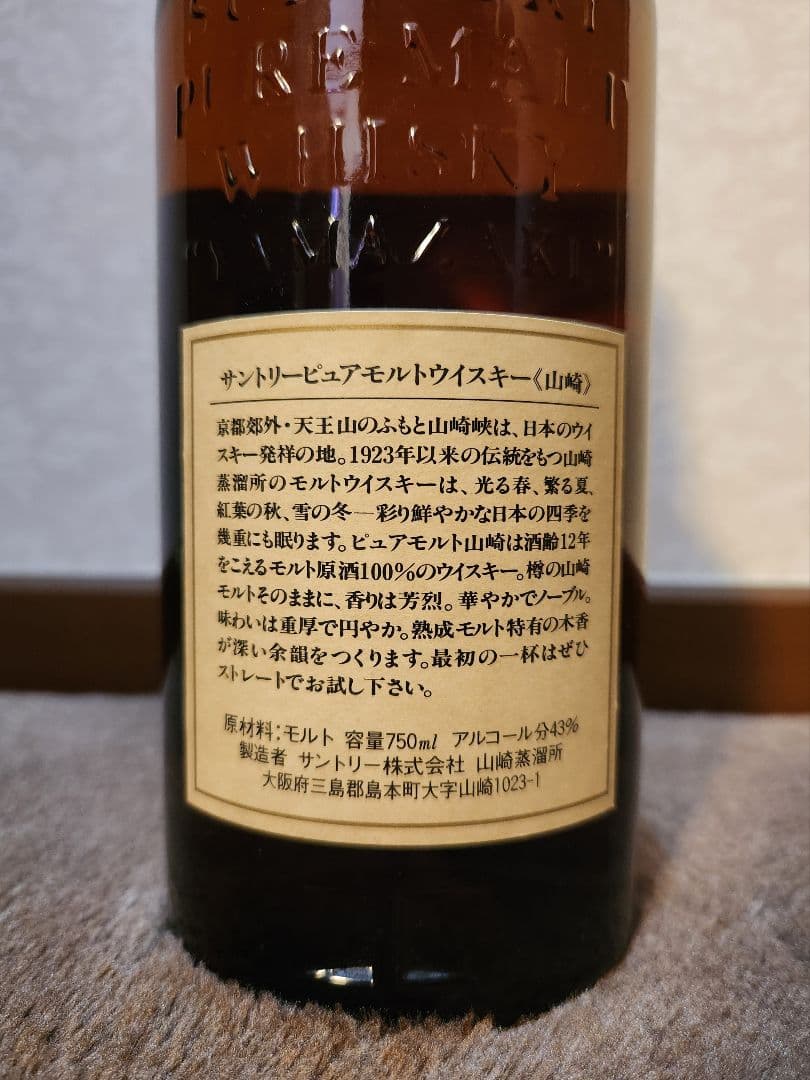 PURE MALT
WHISKY
"YAMAZAKI"
サントリーピュアモルトウイスキー《山崎》
京都郊外・天王山のふもと山崎峡は、日本のウイ
スキー発祥の地。1923年以来の伝統をもつ山崎
蒸溜所のモルトウイスキーは、光る春、繁る夏、
紅葉の秋、雪の冬―彩り鮮やかな日本の四季を
幾重にも眠ります。ピュアモルト山崎は酒齢12年
をこえるモルト原酒100%のウイスキー。樽の山崎
モルトそのままに、香りは芳烈。華やかでノーブル。
味わいは重厚で円やか。熟成モルト特有の木香
が深い余韻をつくります。最初の一杯はぜひ
ストレートでお試し下さい。
原材料:モルト 容量750ml アルコール分43%
製造者 サントリー株式会社 山崎蒸溜所
大阪府三島郡島本町大字山崎1023-1